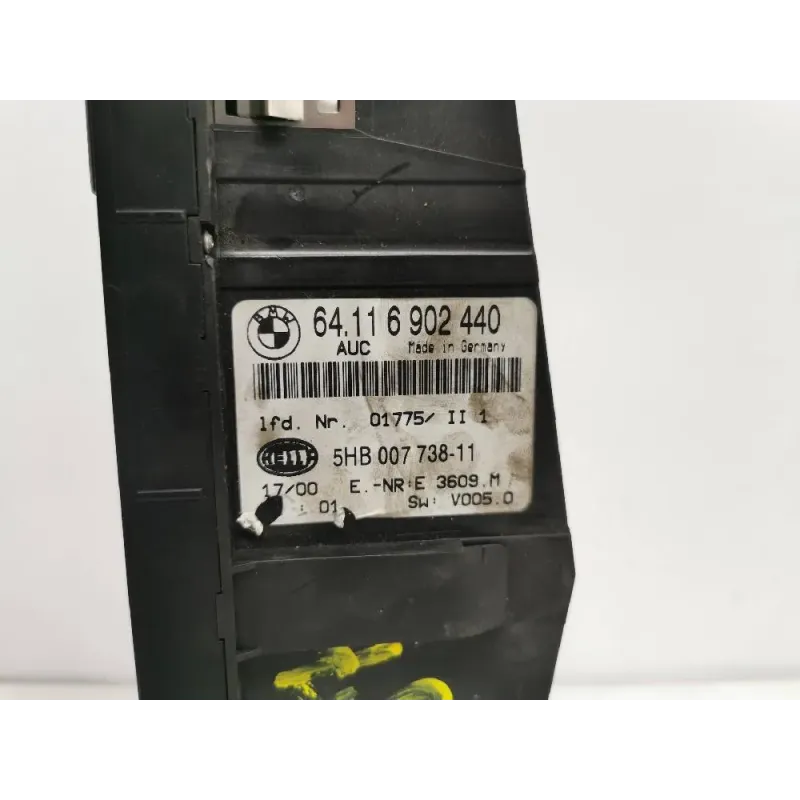 BMW
64.11 6 902 440
AUC Made in Germany
lfd. Nr. 01775/ II 1
HELLA 5HB 007 738-11
17/00 E.-NR:E 3609.M
: 01 SW: V005.0